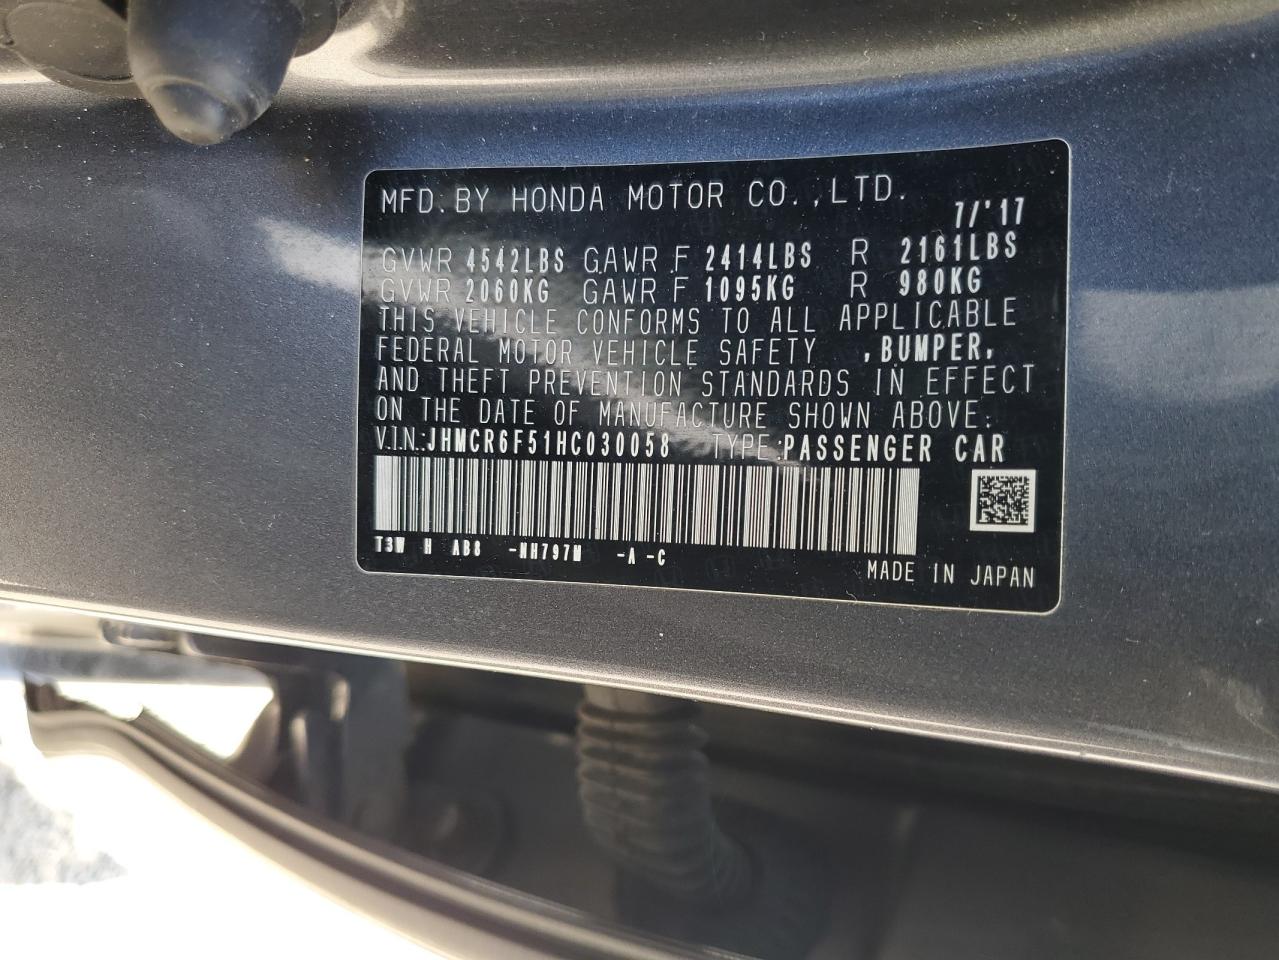 MFD. BY HONDA MOTOR CO., LTD.
7/'17
GVWR 4542LBS GAWR F 2414LBS R 2161LBS
GVWR 2060KG GAWR F 1095KG R 980KG
THIS VEHICLE CONFORMS TO ALL APPLICABLE
FEDERAL MOTOR VEHICLE SAFETY ,BUMPER,
AND THEFT PREVENTION STANDARDS IN EFFECT
ON THE DATE OF MANUFACTURE SHOWN ABOVE:
V.I.N.:JHMCR6F51HC030058 TYPE:PASSENGER CAR
T3W H AB8 -NH797M -A -C
MADE IN JAPAN